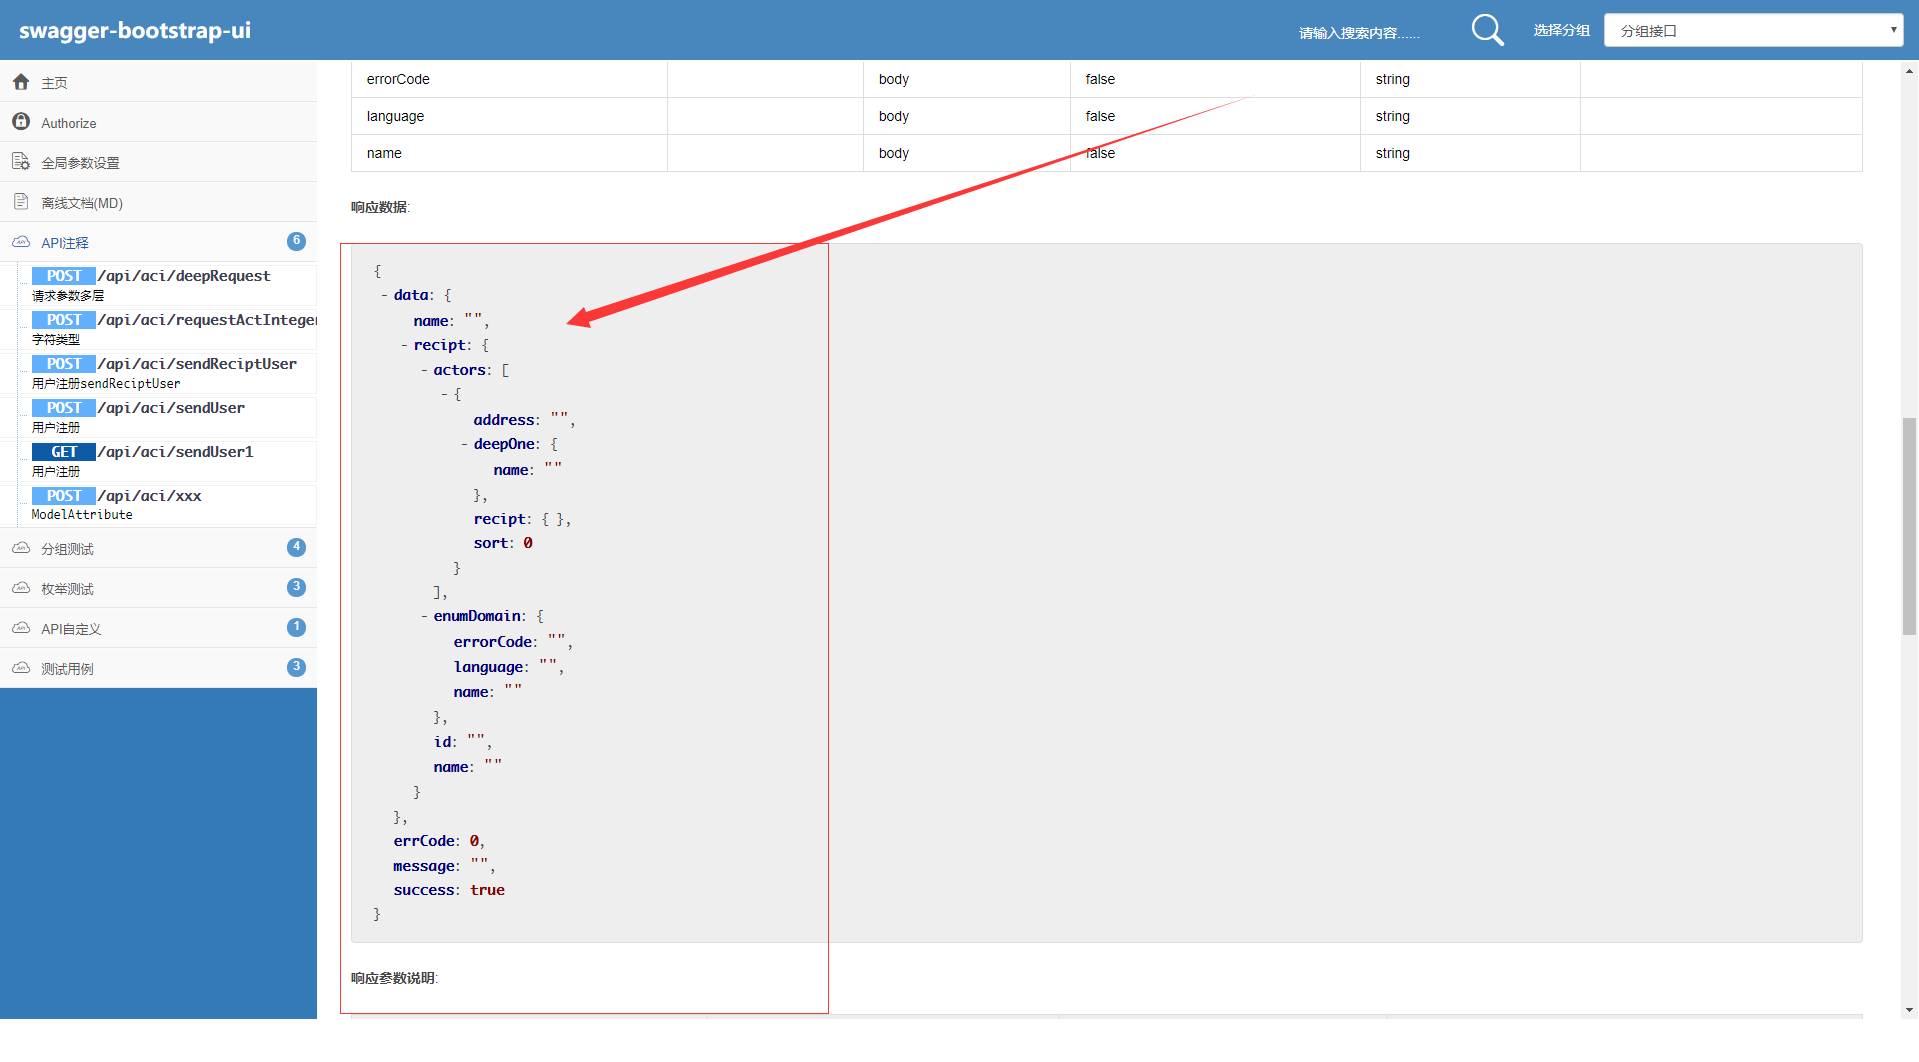 swagger-bootstrap-ui
请输入搜索内容......
选择分组
分组接口
主页
Authorize
全局参数设置
离线文档(MD)
API注释 6
POST /api/aci/deepRequest
请求参数多层
POST /api/aci/requestActInteger
字符类型
POST /api/aci/sendReciptUser
用户注册sendReciptUser
POST /api/aci/sendUser
用户注册
GET /api/aci/sendUser1
用户注册
POST /api/aci/xxx
ModelAttribute
分组测试 4
枚举测试 3
API自定义 1
测试用例 3
errorCode body false string
language body false string
name body false string
响应数据:
{
- data: {
name: "",
- recipt: {
- actors: [
- {
address: "",
- deepOne: {
name: ""
},
recipt: { },
sort: 0
}
],
- enumDomain: {
errorCode: "",
language: "",
name: ""
},
id: "",
name: ""
}
},
errCode: 0,
message: "",
success: true
}
响应参数说明: